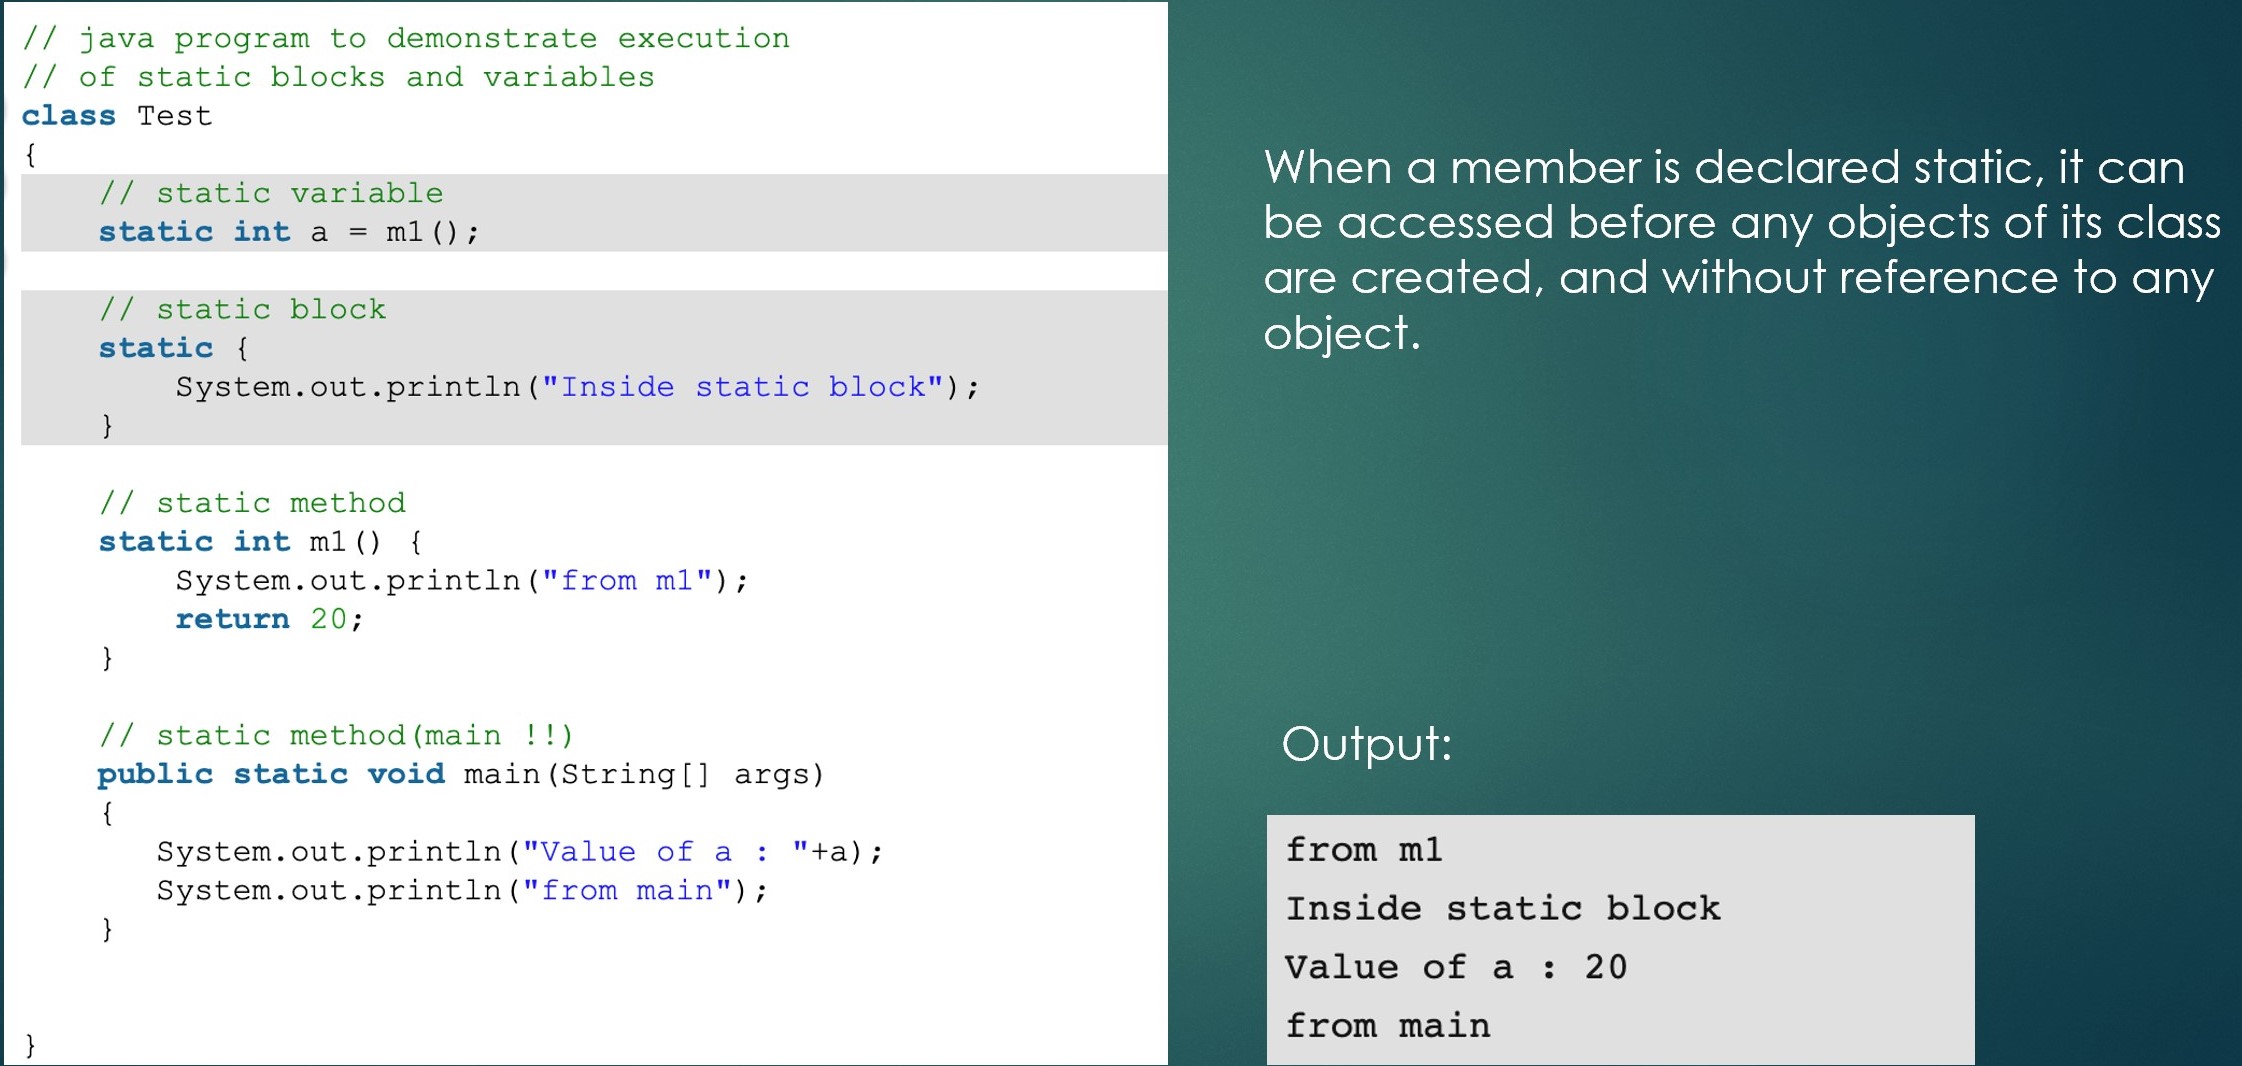 // java program to demonstrate execution
// of static blocks and variables
class Test
{
    // static variable
    static int a = m1();

    // static block
    static {
        System.out.println("Inside static block");
    }

    // static method
    static int m1() {
        System.out.println("from m1");
        return 20;
    }

    // static method(main !!)
    public static void main(String[] args)
    {
       System.out.println("Value of a : "+a);
       System.out.println("from main");
    }
}
When a member is declared static, it can
be accessed before any objects of its class
are created, and without reference to any
object.
Output:
from m1
Inside static block
Value of a : 20
from main